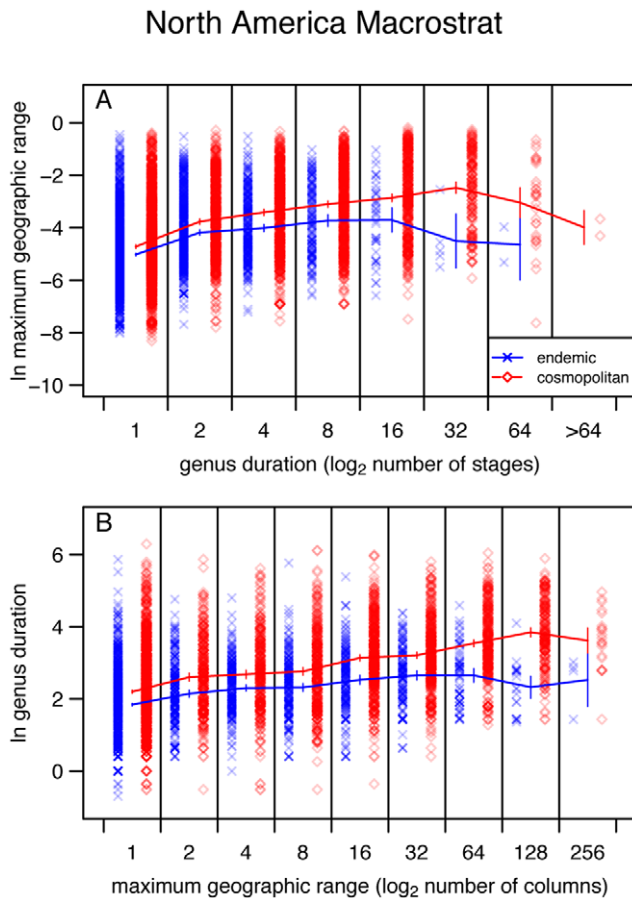 North America Macrostrat
A
ln maximum geographic range
0
−2
−4
−6
−8
−10
endemic
cosmopolitan
1 2 4 8 16 32 64 >64
genus duration (log2 number of stages)
B
ln genus duration
6
4
2
0
1 2 4 8 16 32 64 128 256
maximum geographic range (log2 number of columns)